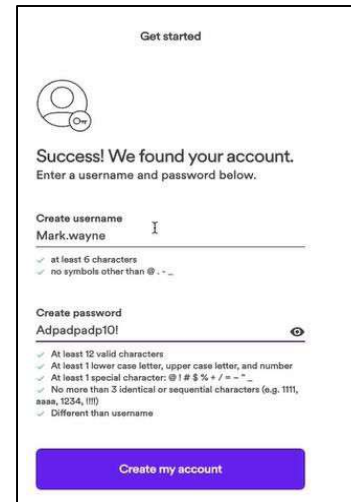 Get started
Success! We found your account.
Enter a username and password below.
Create username
Mark.wayne
at least 6 characters
no symbols other than @ . - _
Create password
Adpadpadp10!
At least 12 valid characters
At least 1 lower case letter, upper case letter, and number
At least 1 special character: @ ! # $ % + / = ~ ^ _
No more than 3 identical or sequential characters (e.g. 1111,
aaaa, 1234, !!!!)
Different than username
Create my account